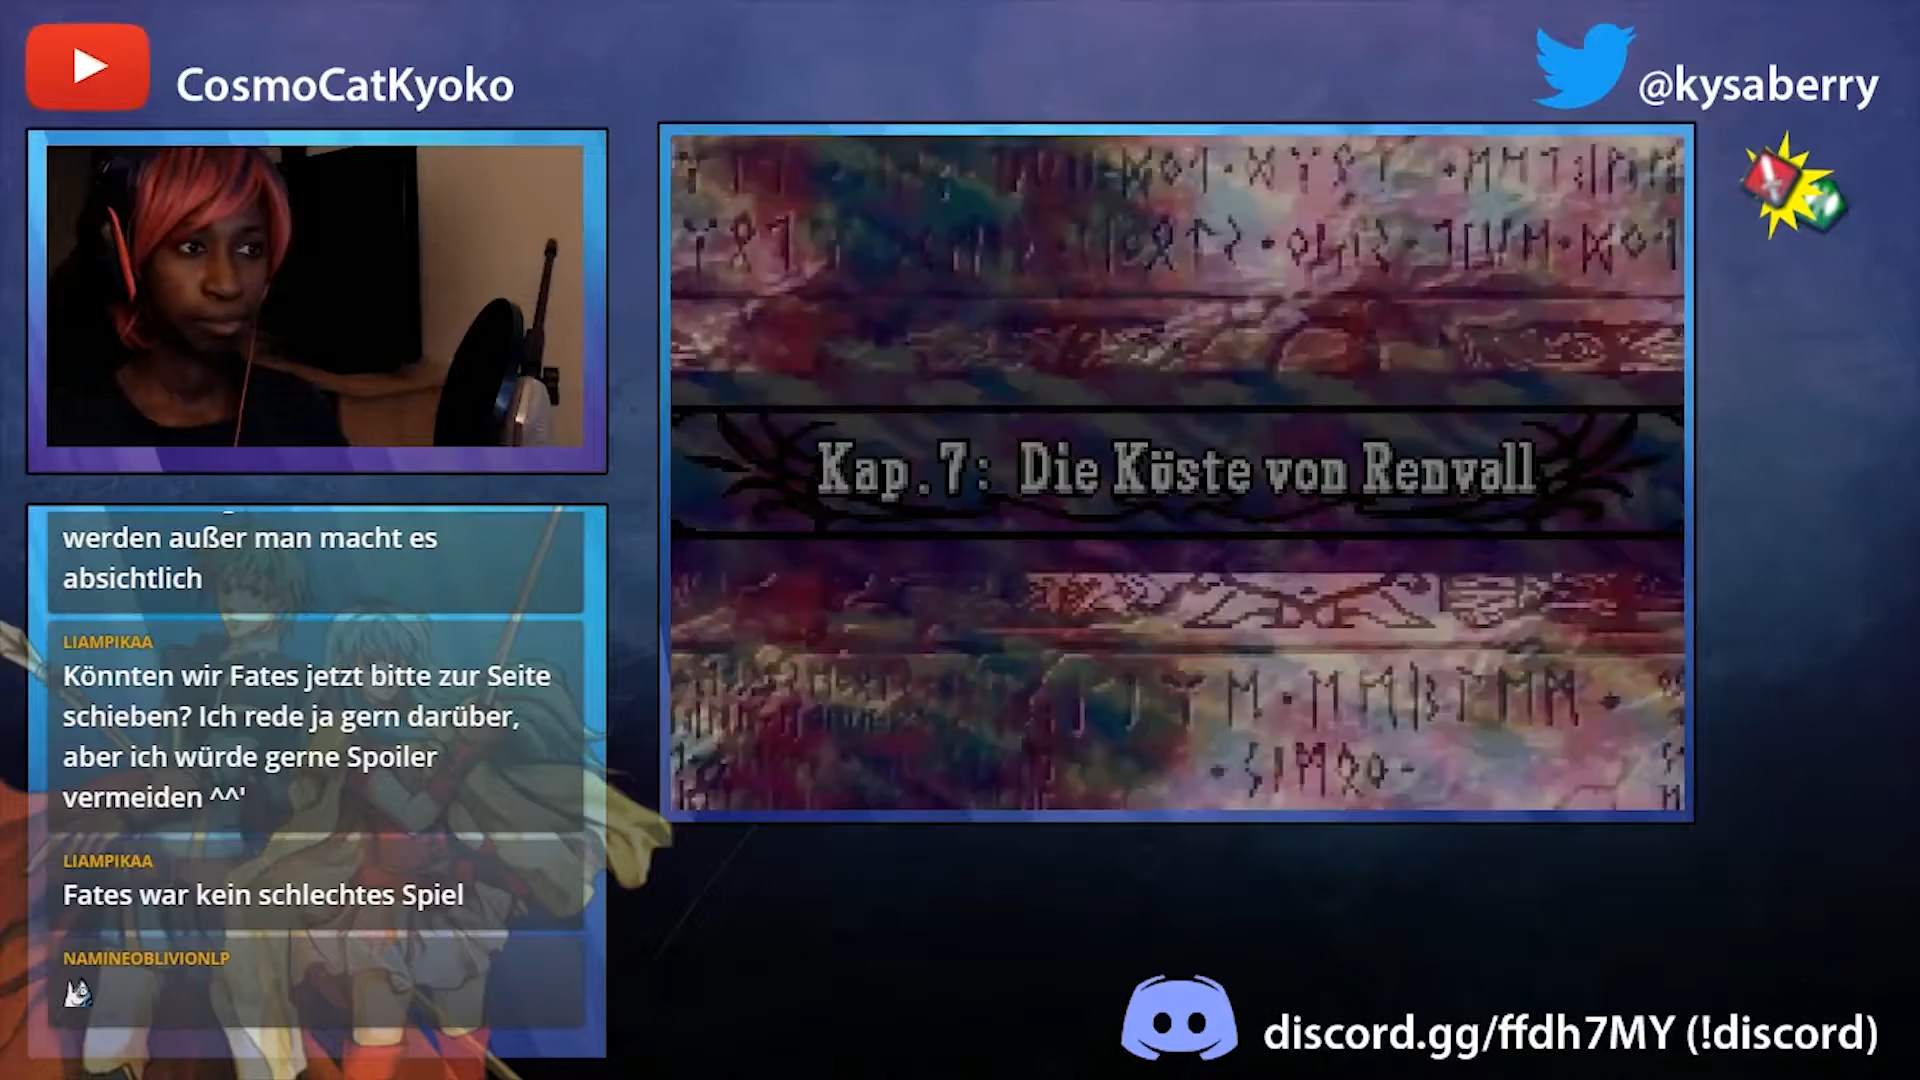 CosmoCatKyoko
@kysaberry
Kap.7: Die Köste von Renvall
werden außer man macht es
absichtlich
LIAMPIKAA
Könnten wir Fates jetzt bitte zur Seite
schieben? Ich rede ja gern darüber,
aber ich würde gerne Spoiler
vermeiden ^^'
LIAMPIKAA
Fates war kein schlechtes Spiel
NAMINEOBLIVIONLP
discord.gg/ffdh7MY (!discord)